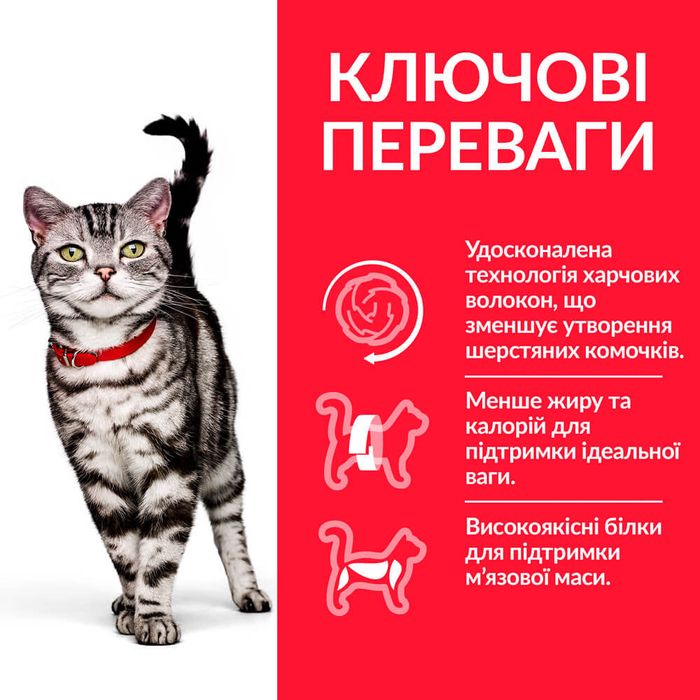 КЛЮЧОВІ
ПЕРЕВАГИ
Удосконалена
технологія харчових
волокон, що
зменшує утворення
шерстяних комочків.
Менше жиру та
калорій для
підтримки ідеальної
ваги.
Високоякісні білки
для підтримки
м’язової маси.